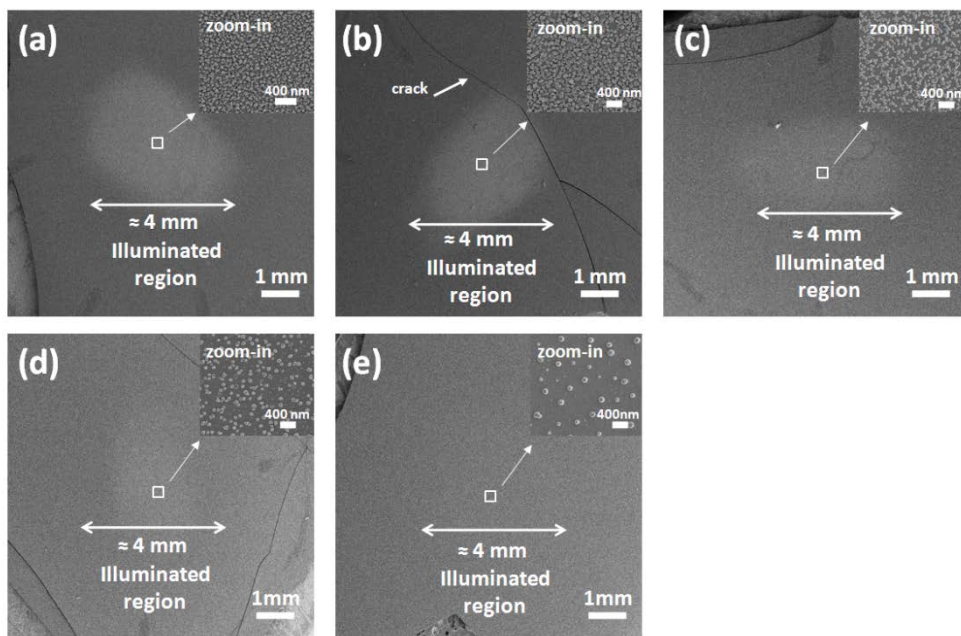 (a)
zoom-in
400 nm
≈ 4 mm
Illuminated
region
1 mm
(b)
zoom-in
400 nm
crack
≈ 4 mm
Illuminated
region
1 mm
(c)
zoom-in
400 nm
≈ 4 mm
Illuminated
region
1 mm
(d)
zoom-in
400 nm
≈ 4 mm
Illuminated
region
1mm
(e)
zoom-in
400nm
≈ 4 mm
Illuminated
region
1mm